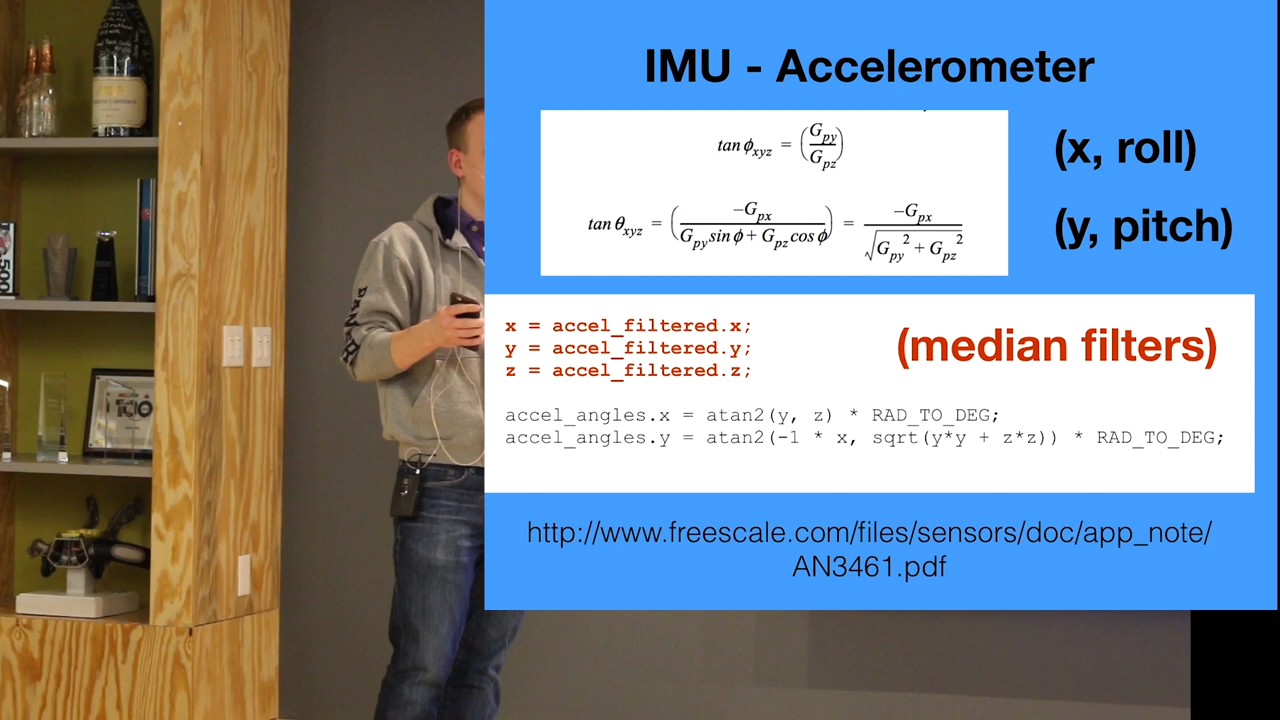 IMU - Accelerometer
tan ϕxyz = (Gpy / Gpz)
(x, roll)
tan θxyz = (−Gpx / (Gpy sin ϕ + Gpz cos ϕ)) = −Gpx / √(Gpy² + Gpz²)
(y, pitch)
x = accel_filtered.x;
y = accel_filtered.y;
z = accel_filtered.z;
(median filters)
accel_angles.x = atan2(y, z) * RAD_TO_DEG;
accel_angles.y = atan2(-1 * x, sqrt(y*y + z*z)) * RAD_TO_DEG;
http://www.freescale.com/files/sensors/doc/app_note/
AN3461.pdf